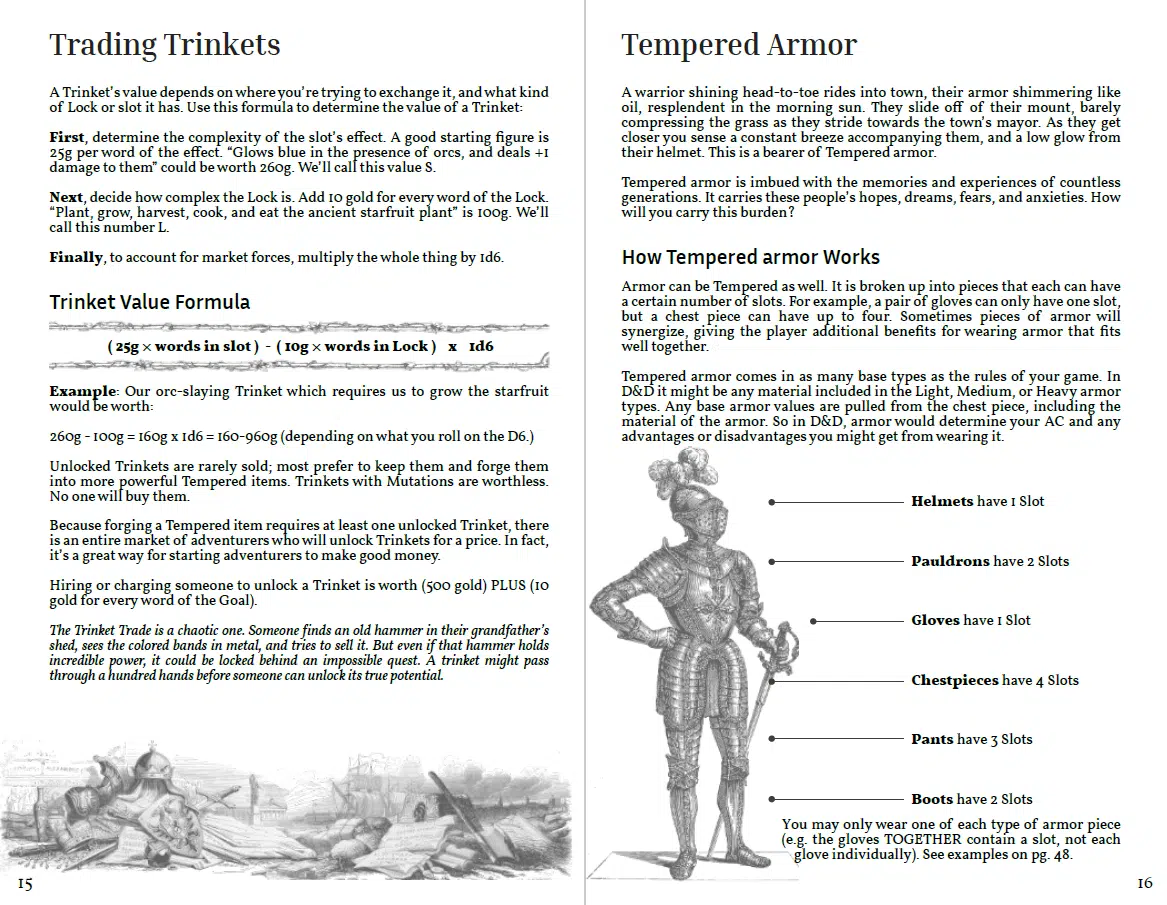 Trading Trinkets
A Trinket's value depends on where you're trying to exchange it, and what kind
of Lock or slot it has. Use this formula to determine the value of a Trinket:
First, determine the complexity of the slot's effect. A good starting figure is
25g per word of the effect. "Glows blue in the presence of orcs, and deals +1
damage to them" could be worth 260g. We'll call this value S.
Next, decide how complex the Lock is. Add 10 gold for every word of the Lock.
"Plant, grow, harvest, cook, and eat the ancient starfruit plant" is 100g. We'll
call this number L.
Finally, to account for market forces, multiply the whole thing by 1d6.
Trinket Value Formula
( 25g × words in slot ) - ( 10g × words in Lock ) x 1d6
Example: Our orc-slaying Trinket which requires us to grow the starfruit
would be worth:
260g - 100g = 160g x 1d6 = 160-960g (depending on what you roll on the D6.)
Unlocked Trinkets are rarely sold; most prefer to keep them and forge them
into more powerful Tempered items. Trinkets with Mutations are worthless.
No one will buy them.
Because forging a Tempered item requires at least one unlocked Trinket, there
is an entire market of adventurers who will unlock Trinkets for a price. In fact,
it's a great way for starting adventurers to make good money.
Hiring or charging someone to unlock a Trinket is worth (500 gold) PLUS (10
gold for every word of the Goal).
The Trinket Trade is a chaotic one. Someone finds an old hammer in their grandfather's
shed, sees the colored bands in metal, and tries to sell it. But even if that hammer holds
incredible power, it could be locked behind an impossible quest. A trinket might pass
through a hundred hands before someone can unlock its true potential.
15
Tempered Armor
A warrior shining head-to-toe rides into town, their armor shimmering like
oil, resplendent in the morning sun. They slide off of their mount, barely
compressing the grass as they stride towards the town's mayor. As they get
closer you sense a constant breeze accompanying them, and a low glow from
their helmet. This is a bearer of Tempered armor.
Tempered armor is imbued with the memories and experiences of countless
generations. It carries these people's hopes, dreams, fears, and anxieties. How
will you carry this burden?
How Tempered armor Works
Armor can be Tempered as well. It is broken up into pieces that each can have
a certain number of slots. For example, a pair of gloves can only have one slot,
but a chest piece can have up to four. Sometimes pieces of armor will
synergize, giving the player additional benefits for wearing armor that fits
well together.
Tempered armor comes in as many base types as the rules of your game. In
D&D it might be any material included in the Light, Medium, or Heavy armor
types. Any base armor values are pulled from the chest piece, including the
material of the armor. So in D&D, armor would determine your AC and any
advantages or disadvantages you might get from wearing it.
Helmets have 1 Slot
Pauldrons have 2 Slots
Gloves have 1 Slot
Chestpieces have 4 Slots
Pants have 3 Slots
Boots have 2 Slots
You may only wear one of each type of armor piece
(e.g. the gloves TOGETHER contain a slot, not each
glove individually). See examples on pg. 48.
16